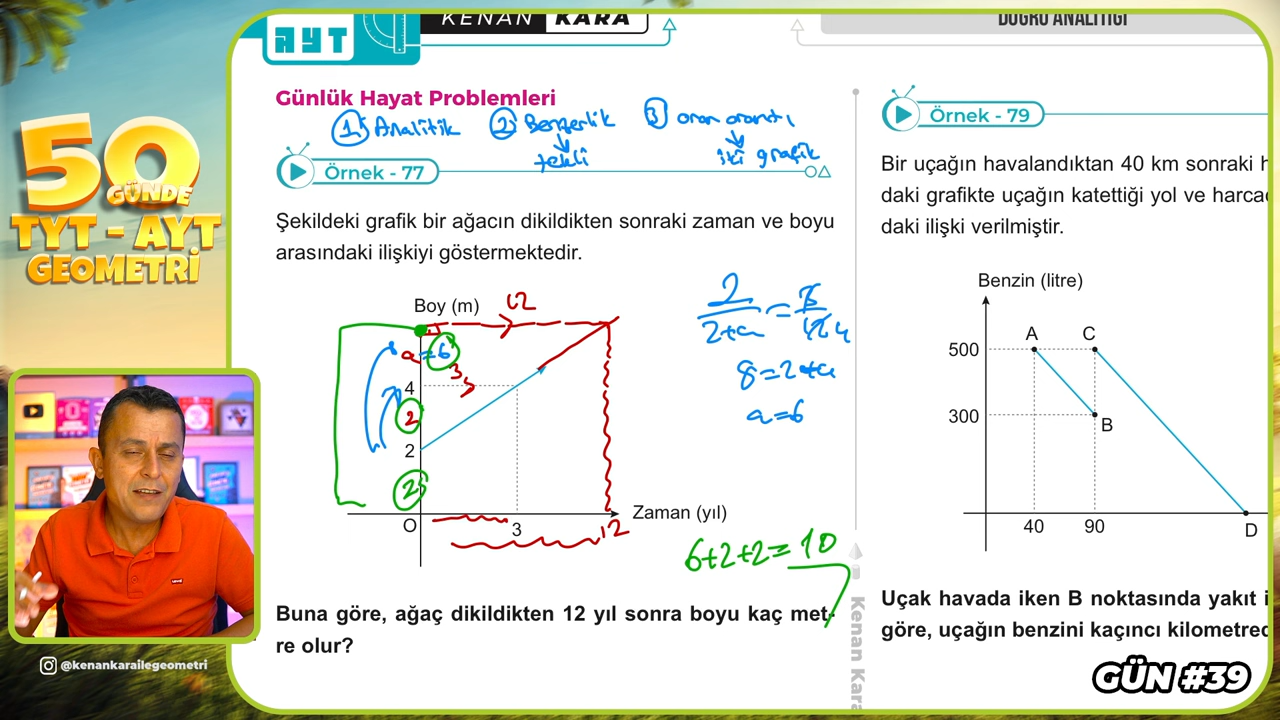 50
GÜNDE
TYT - AYT
GEOMETRİ
@kenankarailegeometri
AYT
KENAN KARA
DOĞRU ANALİTİĞİ
Günlük Hayat Problemleri
1 Analitik 2 Benzerlik 3 oran orantı
tekli iki grafik
Örnek - 77
Şekildeki grafik bir ağacın dikildikten sonraki zaman ve boyu
arasındaki ilişkiyi göstermektedir.
Boy (m)
12
a=6
3
4
2
2
2
O
3
12
Zaman (yıl)
8=2+a
a=6
6+2+2=10
Buna göre, ağaç dikildikten 12 yıl sonra boyu kaç met-
re olur?
Kenan Kara
Örnek - 79
Bir uçağın havalandıktan 40 km sonraki
daki grafikte uçağın katettiği yol ve
daki ilişki verilmiştir.
Benzin (litre)
A C
500
300
B
40 90
D
Uçak havada iken B noktasında yakıt
göre, uçağın benzini kaçıncı
GÜN #39